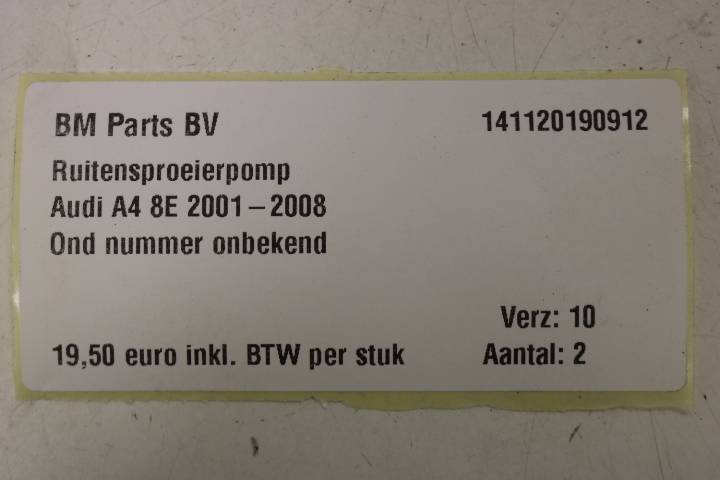 BM Parts BV 141120190912
Ruitensproeierpomp
Audi A4 8E 2001 – 2008
Ond nummer onbekend
Verz: 10
19,50 euro inkl. BTW per stuk Aantal: 2